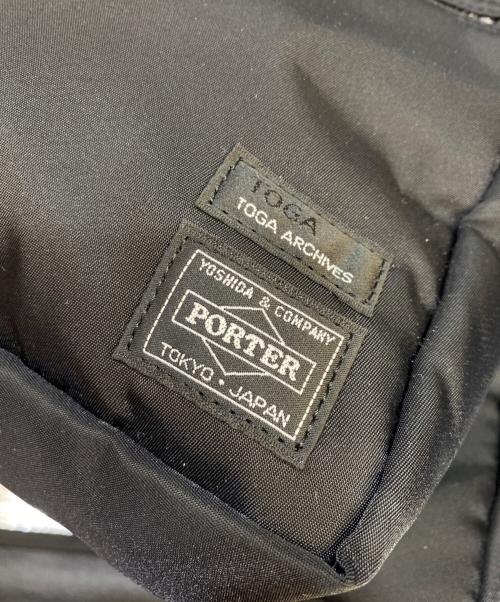 TOGA
TOGA ARCHIVES
YOSHIDA & COMPANY
PORTER
TOKYO・JAPAN